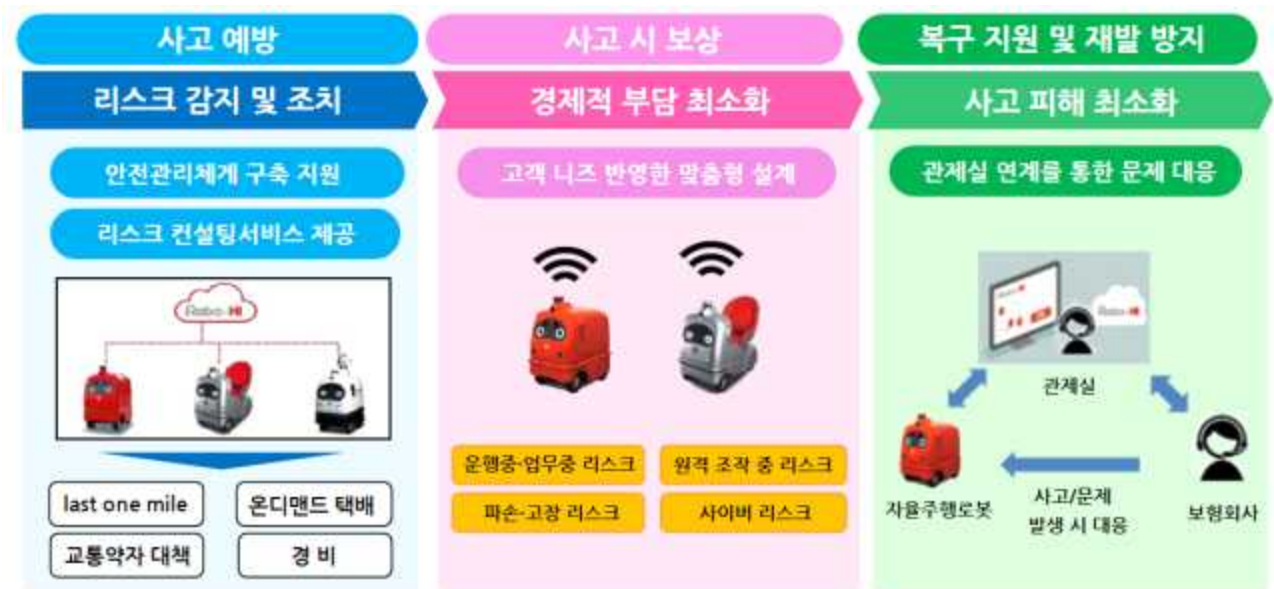 사고 예방
리스크 감지 및 조치
안전관리체계 구축 지원
리스크 컨설팅서비스 제공
Robo-HI
last one mile
온디맨드 택배
교통약자 대책
경 비
사고 시 보상
경제적 부담 최소화
고객 니즈 반영한 맞춤형 설계
운행중·업무중 리스크
원격 조작 중 리스크
파손·고장 리스크
사이버 리스크
복구 지원 및 재발 방지
사고 피해 최소화
관제실 연계를 통한 문제 대응
Robo-HI
관제실
자율주행로봇
사고/문제
발생 시 대응
보험회사